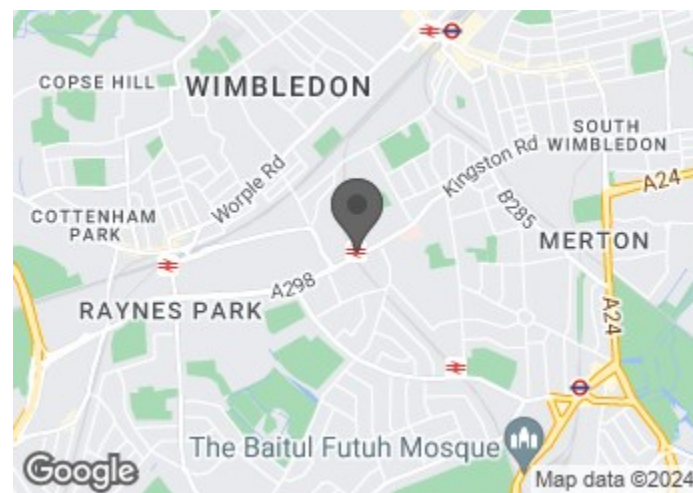 COPSE HILL
WIMBLEDON
SOUTH
WIMBLEDON
Kingston Rd
Worple Rd
A24
B285
COTTENHAM
PARK
MERTON
A298
RAYNES PARK
A24
The Baitul Futuh Mosque
Google
Map data ©2024